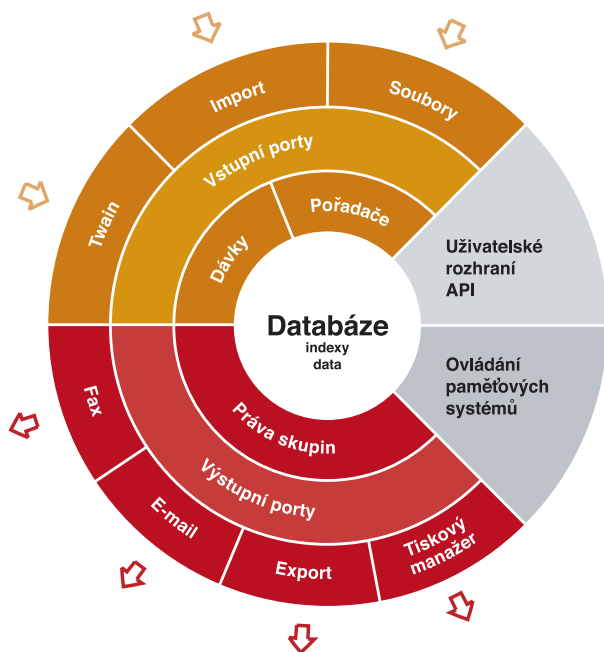 Import
Soubory
Twain
Vstupní porty
Dávky
Pořadače
Uživatelské
rozhraní
API
Databáze
indexy
data
Ovládání
paměťových
systémů
Práva skupin
Výstupní porty
Fax
E-mail
Export
Tiskový
manažer